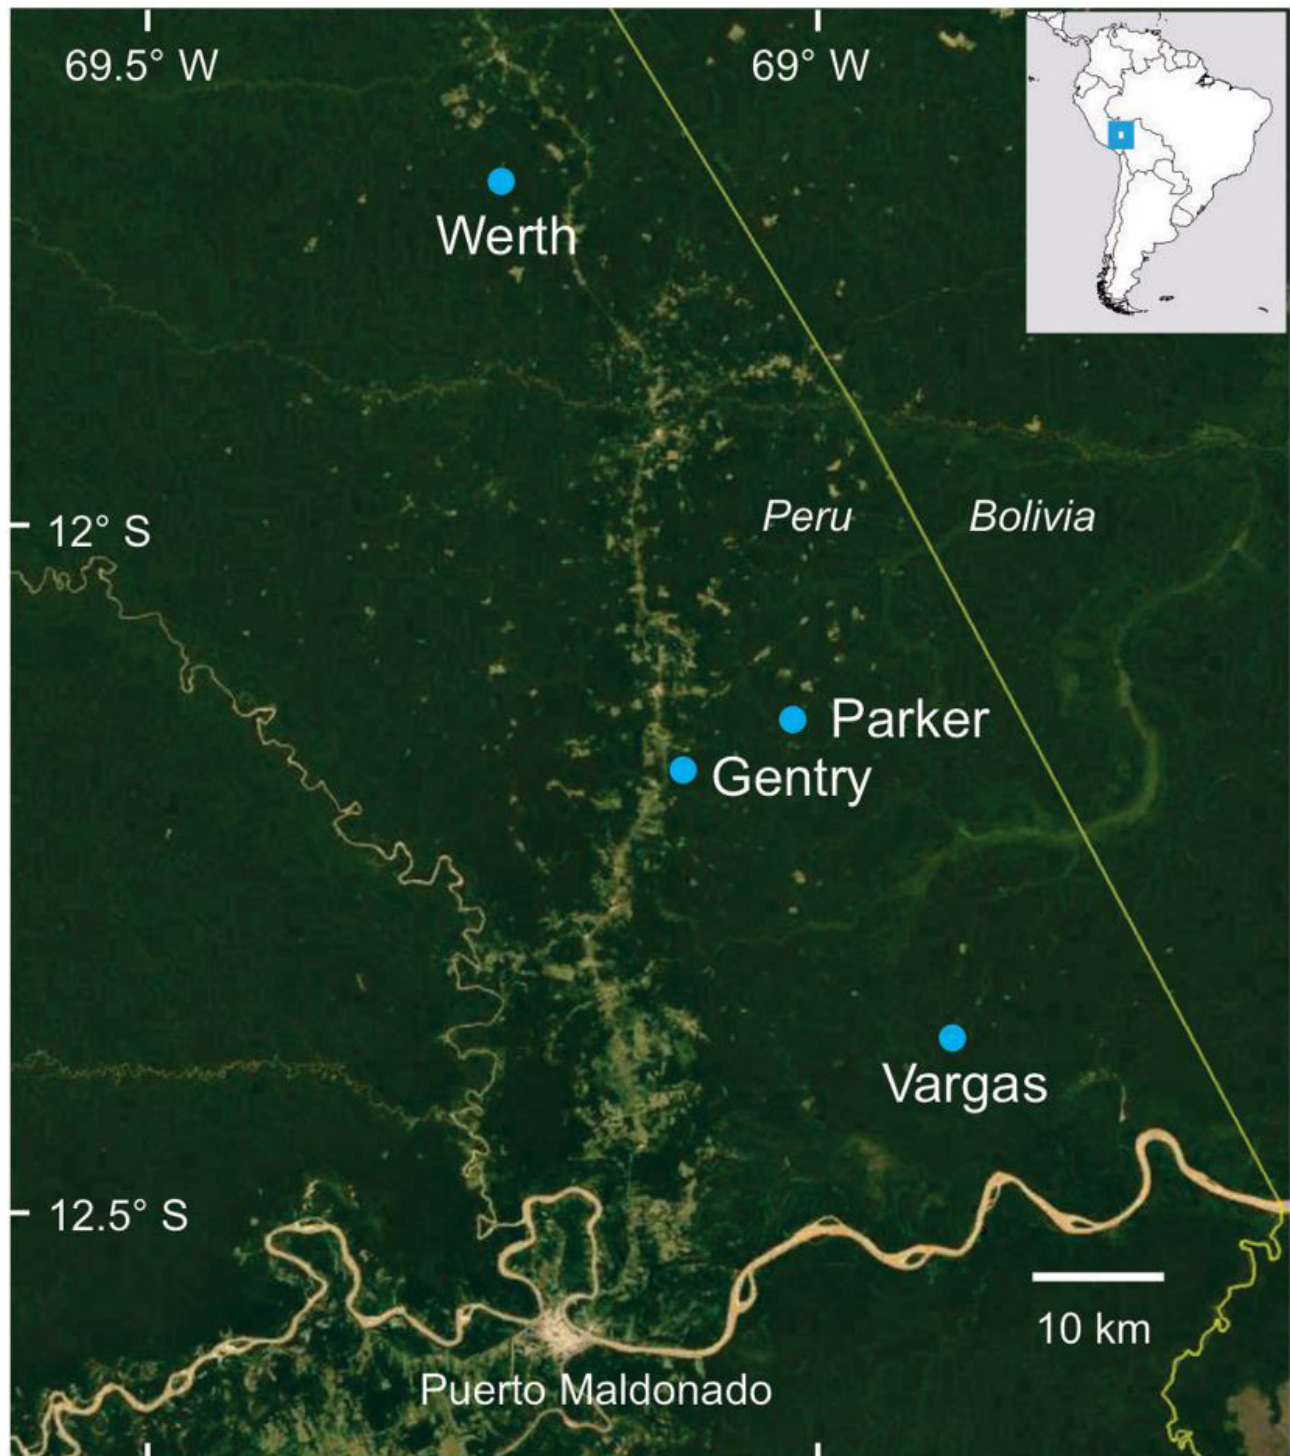 69.5° W
69° W
Werth
Peru
Bolivia
12° S
Parker
Gentry
Vargas
12.5° S
10 km
Puerto Maldonado